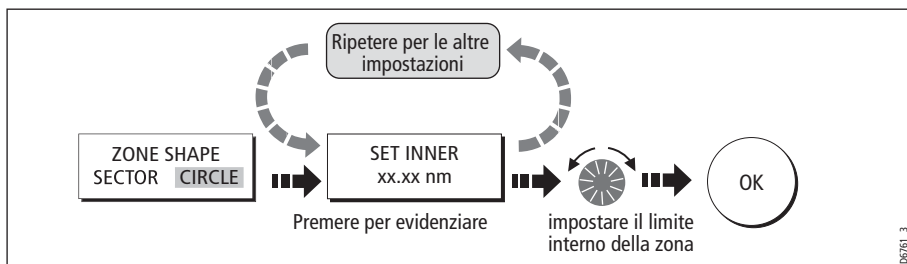 Ripetere per le altre
impostazioni
ZONE SHAPE
SECTOR CIRCLE
SET INNER
xx.xx nm
OK
Premere per evidenziare
impostare il limite
interno della zona
D6761_3